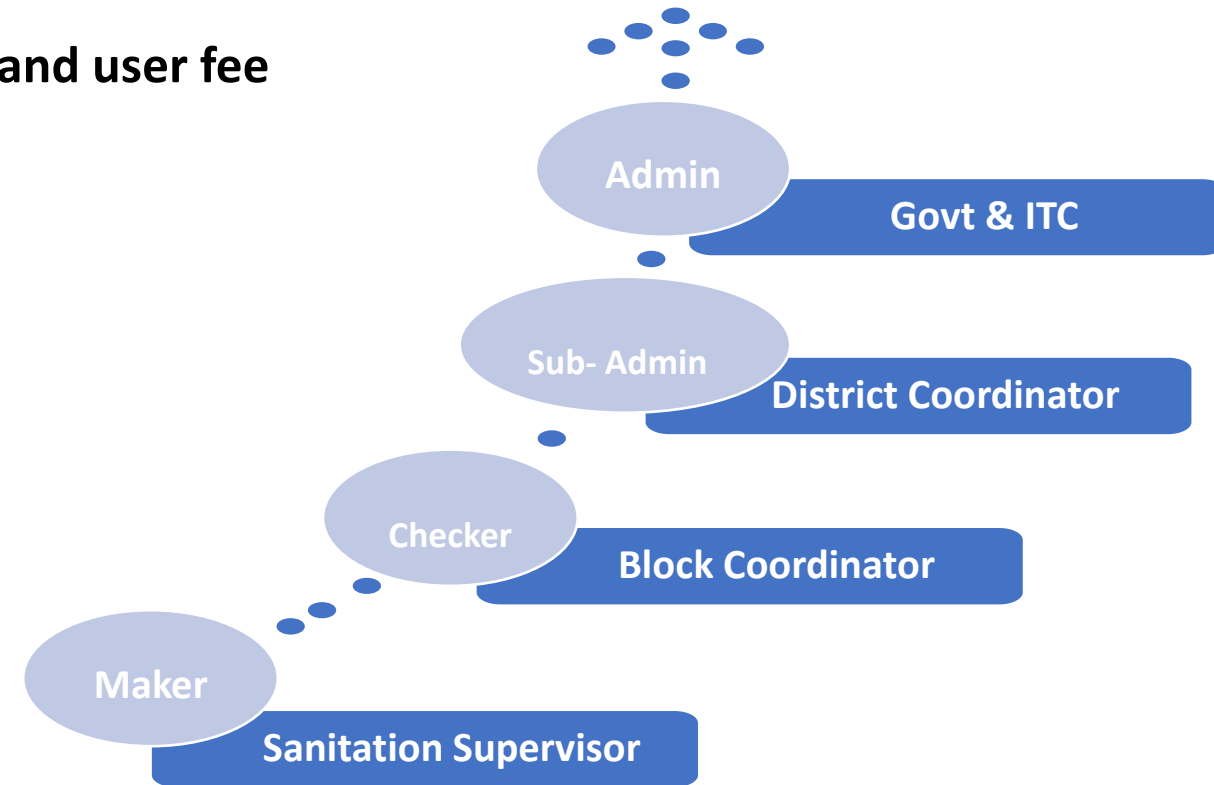 and user fee
Admin
Govt & ITC
Sub- Admin
District Coordinator
Checker
Block Coordinator
Maker
Sanitation Supervisor